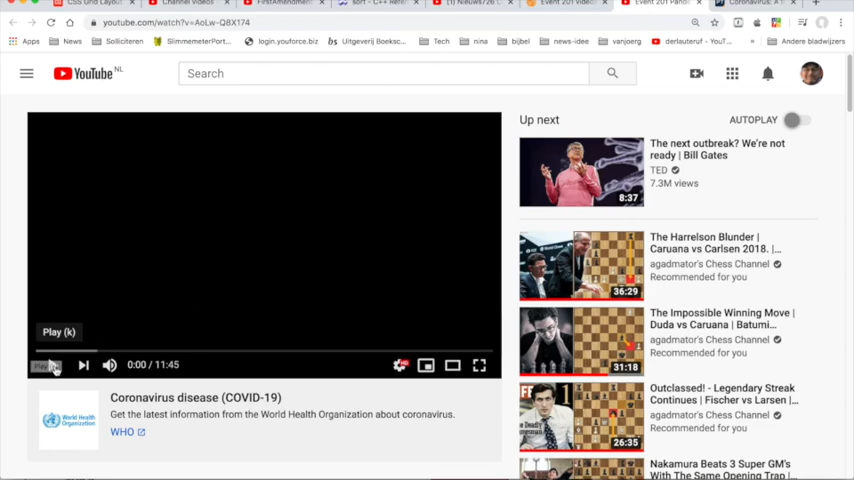 CSS Grid Layou
Channel Videos -
FirstAmendment
sort - C++ Refere
(1) Nieuws726 L
Event 201 Videos
Event 201 Pand
Coronavirus: A t
youtube.com/watch?v=AoLw-Q8X174
Apps
News
Solliciteren
SlimmemeterPort...
login.youforce.biz
Uitgeverij Boeksc...
Tech
nina
bijbel
news-idee
vanjoerg
derlauteruf - YouT...
»
Andere bladwijzers
YouTube NL
Search
Up next
AUTOPLAY
The next outbreak? We're not
ready | Bill Gates
TED
7.3M views
8:37
The Harrelson Blunder |
Caruana vs Carlsen 2018. |...
agadmator's Chess Channel
Recommended for you
36:29
The Impossible Winning Move |
Duda vs Caruana | Batumi...
agadmator's Chess Channel
Recommended for you
31:18
Play (k)
0:00 / 11:45
HD
World Health
Organization
Coronavirus disease (COVID-19)
Get the latest information from the World Health Organization about coronavirus.
WHO
Outclassed! - Legendary Streak
Continues | Fischer vs Larsen |...
agadmator's Chess Channel
Recommended for you
26:35
Nakamura Beats 3 Super GM's
With The Same Opening Trap |